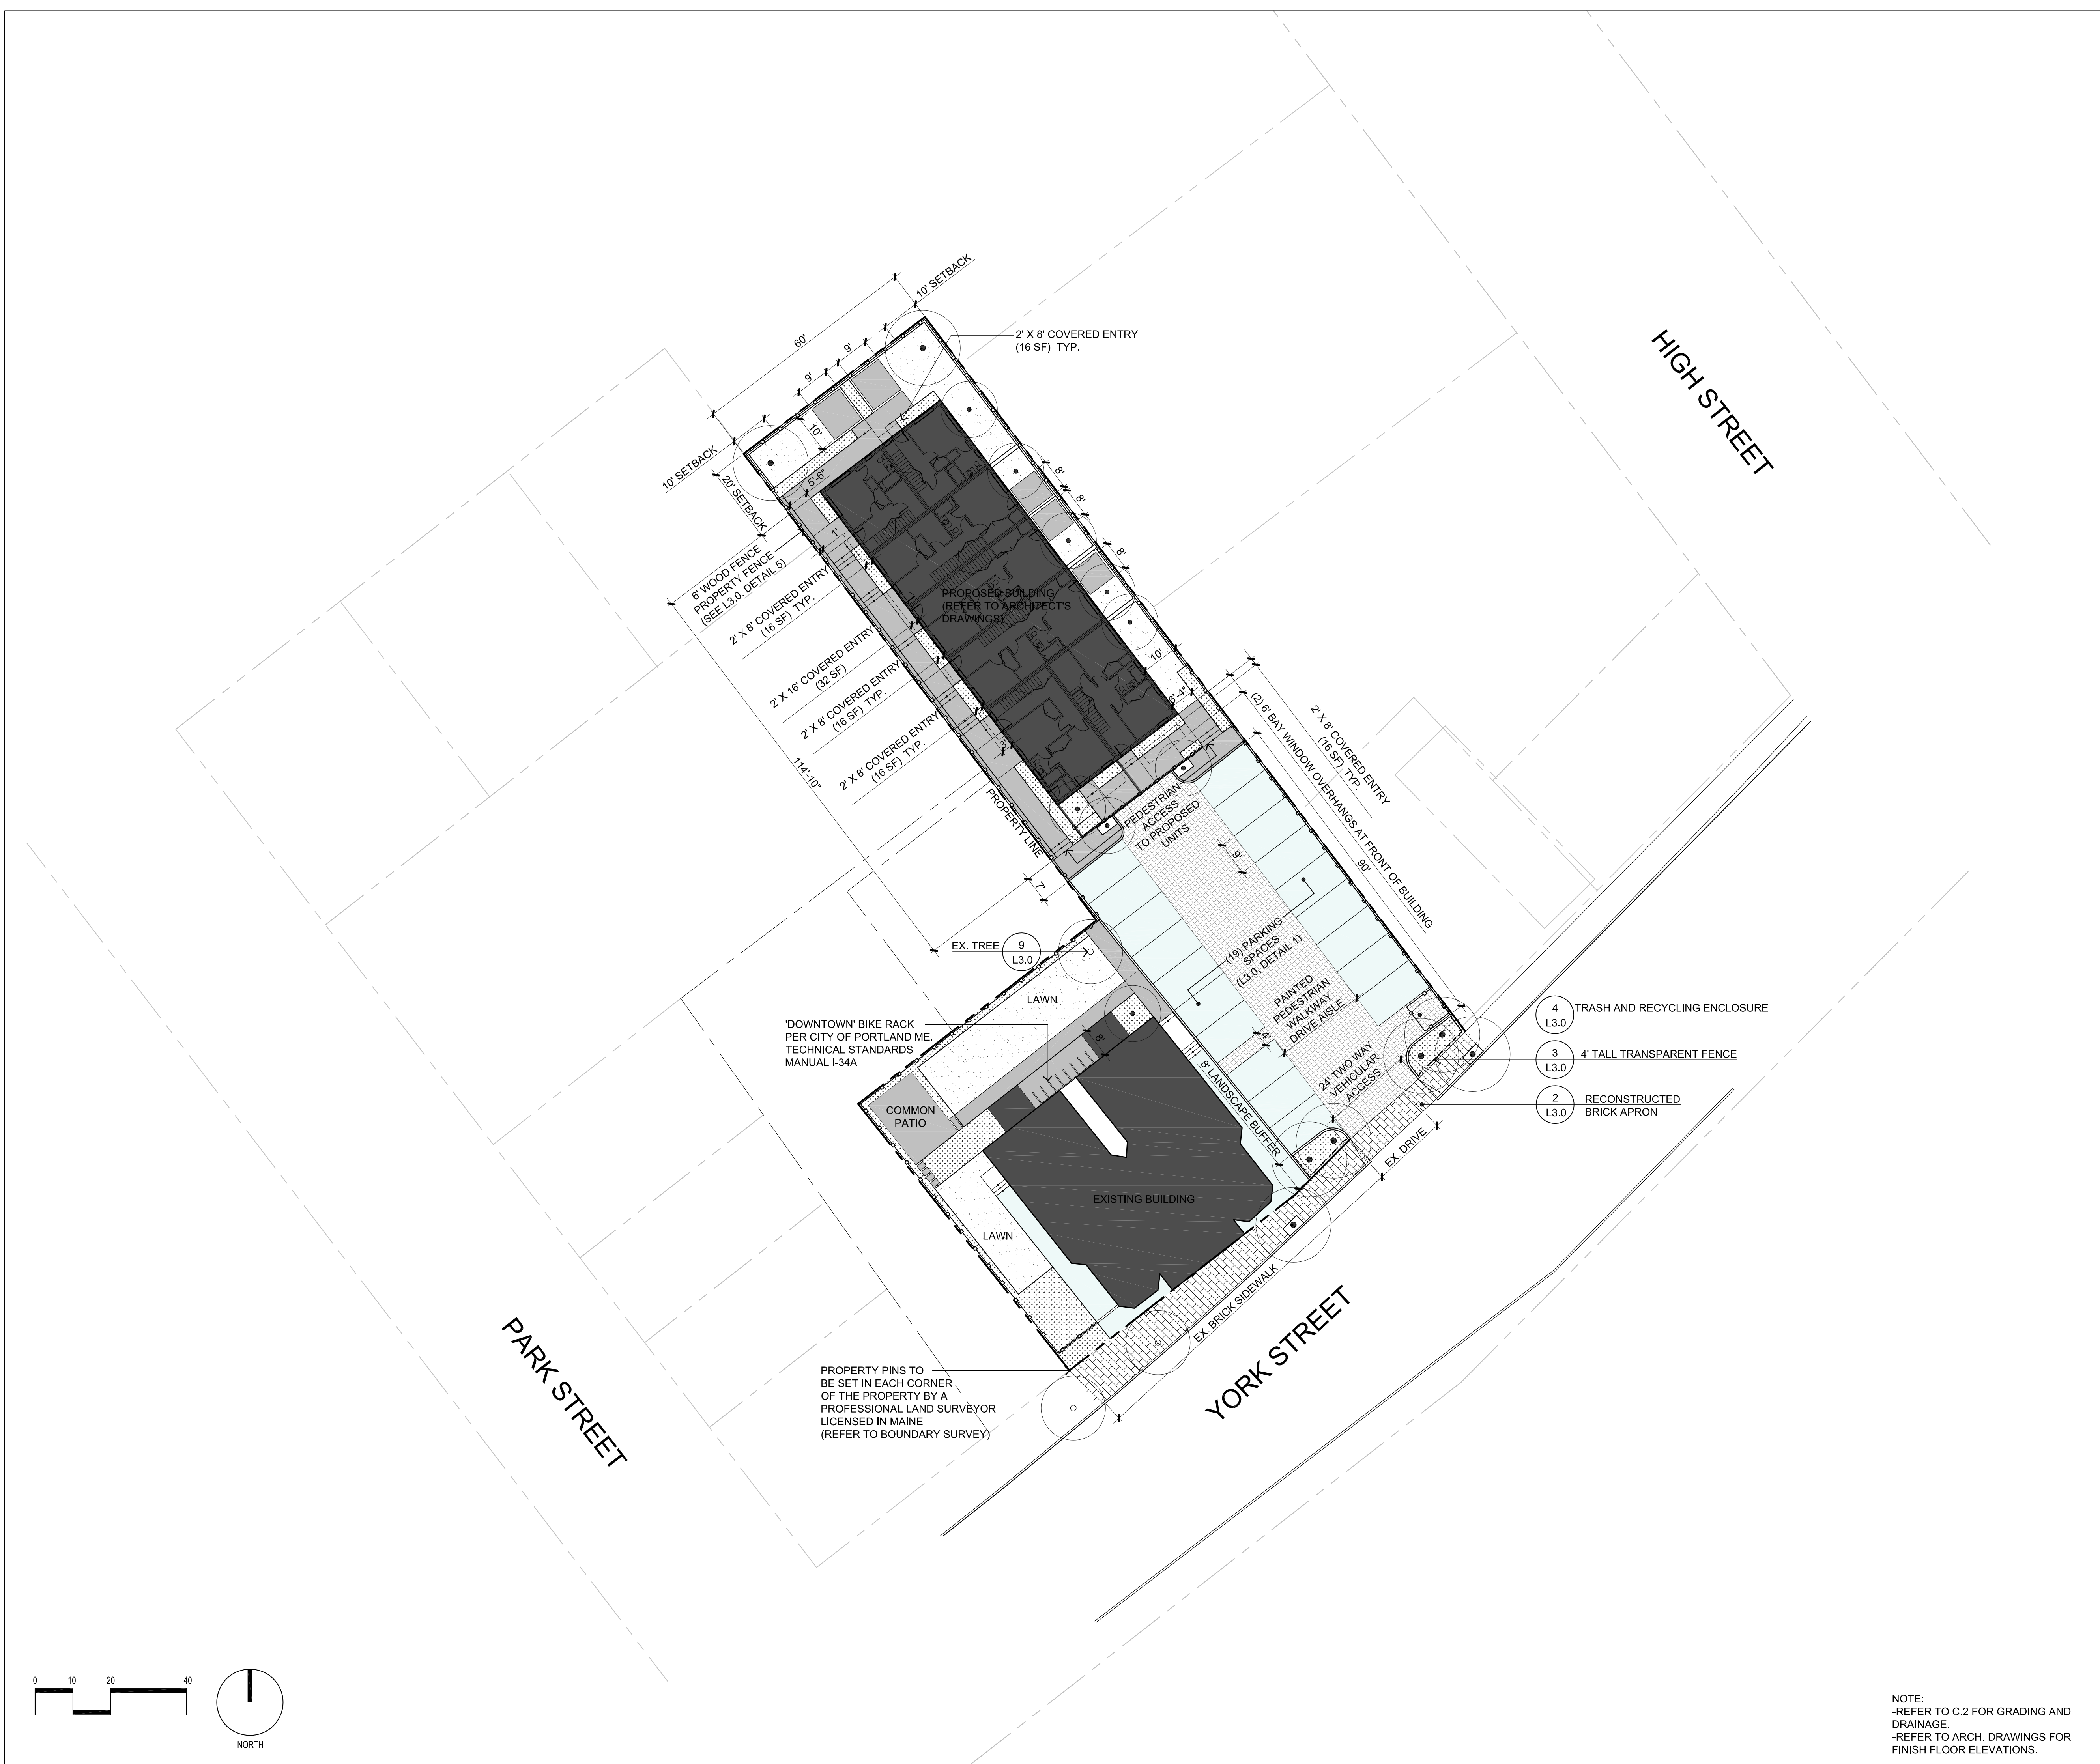 10' SETBACK
60'
2' X 8' COVERED ENTRY
(16 SF) TYP.
9'
9'
10'
10' SETBACK
20' SETBACK
5'-6"
1'
6' WOOD FENCE
PROPERTY FENCE
(SEE L3.0, DETAIL 5)
2' X 8' COVERED ENTRY
(16 SF) TYP.
2' X 16' COVERED ENTRY
(32 SF)
2' X 8' COVERED ENTRY
(16 SF) TYP.
2' X 8' COVERED ENTRY
(16 SF) TYP.
114'-10"
8'
8'
8'
HIGH STREET
PROPOSED BUILDING
(REFER TO ARCHITECT'S
DRAWINGS)
10'
6'-4"
3'
2' X 8' COVERED ENTRY
(16 SF) TYP.
(2) 6' BAY WINDOW OVERHANGS AT FRONT OF BUILDING
90'
PROPERTY LINE
PEDESTRIAN
ACCESS
TO PROPOSED
UNITS
9'
7'
EX. TREE
9
L3.0
(19) PARKING
SPACES
(L3.0, DETAIL 1)
LAWN
PAINTED
PEDESTRIAN
WALKWAY
DRIVE AISLE
4'
'DOWNTOWN' BIKE RACK
PER CITY OF PORTLAND ME.
TECHNICAL STANDARDS
MANUAL I-34A
8'
8' LANDSCAPE BUFFER
24' TWO WAY
VEHICULAR
ACCESS
4
L3.0
TRASH AND RECYCLING ENCLOSURE
3
L3.0
4' TALL TRANSPARENT FENCE
2
L3.0
RECONSTRUCTED
BRICK APRON
COMMON
PATIO
EX. DRIVE
EXISTING BUILDING
LAWN
EX. BRICK SIDEWALK
YORK STREET
PARK STREET
PROPERTY PINS TO
BE SET IN EACH CORNER
OF THE PROPERTY BY A
PROFESSIONAL LAND SURVEYOR
LICENSED IN MAINE
(REFER TO BOUNDARY SURVEY)
0 10 20 40
NORTH
NOTE:
-REFER TO C.2 FOR GRADING AND
DRAINAGE.
-REFER TO ARCH. DRAWINGS FOR
FINISH FLOOR ELEVATIONS.